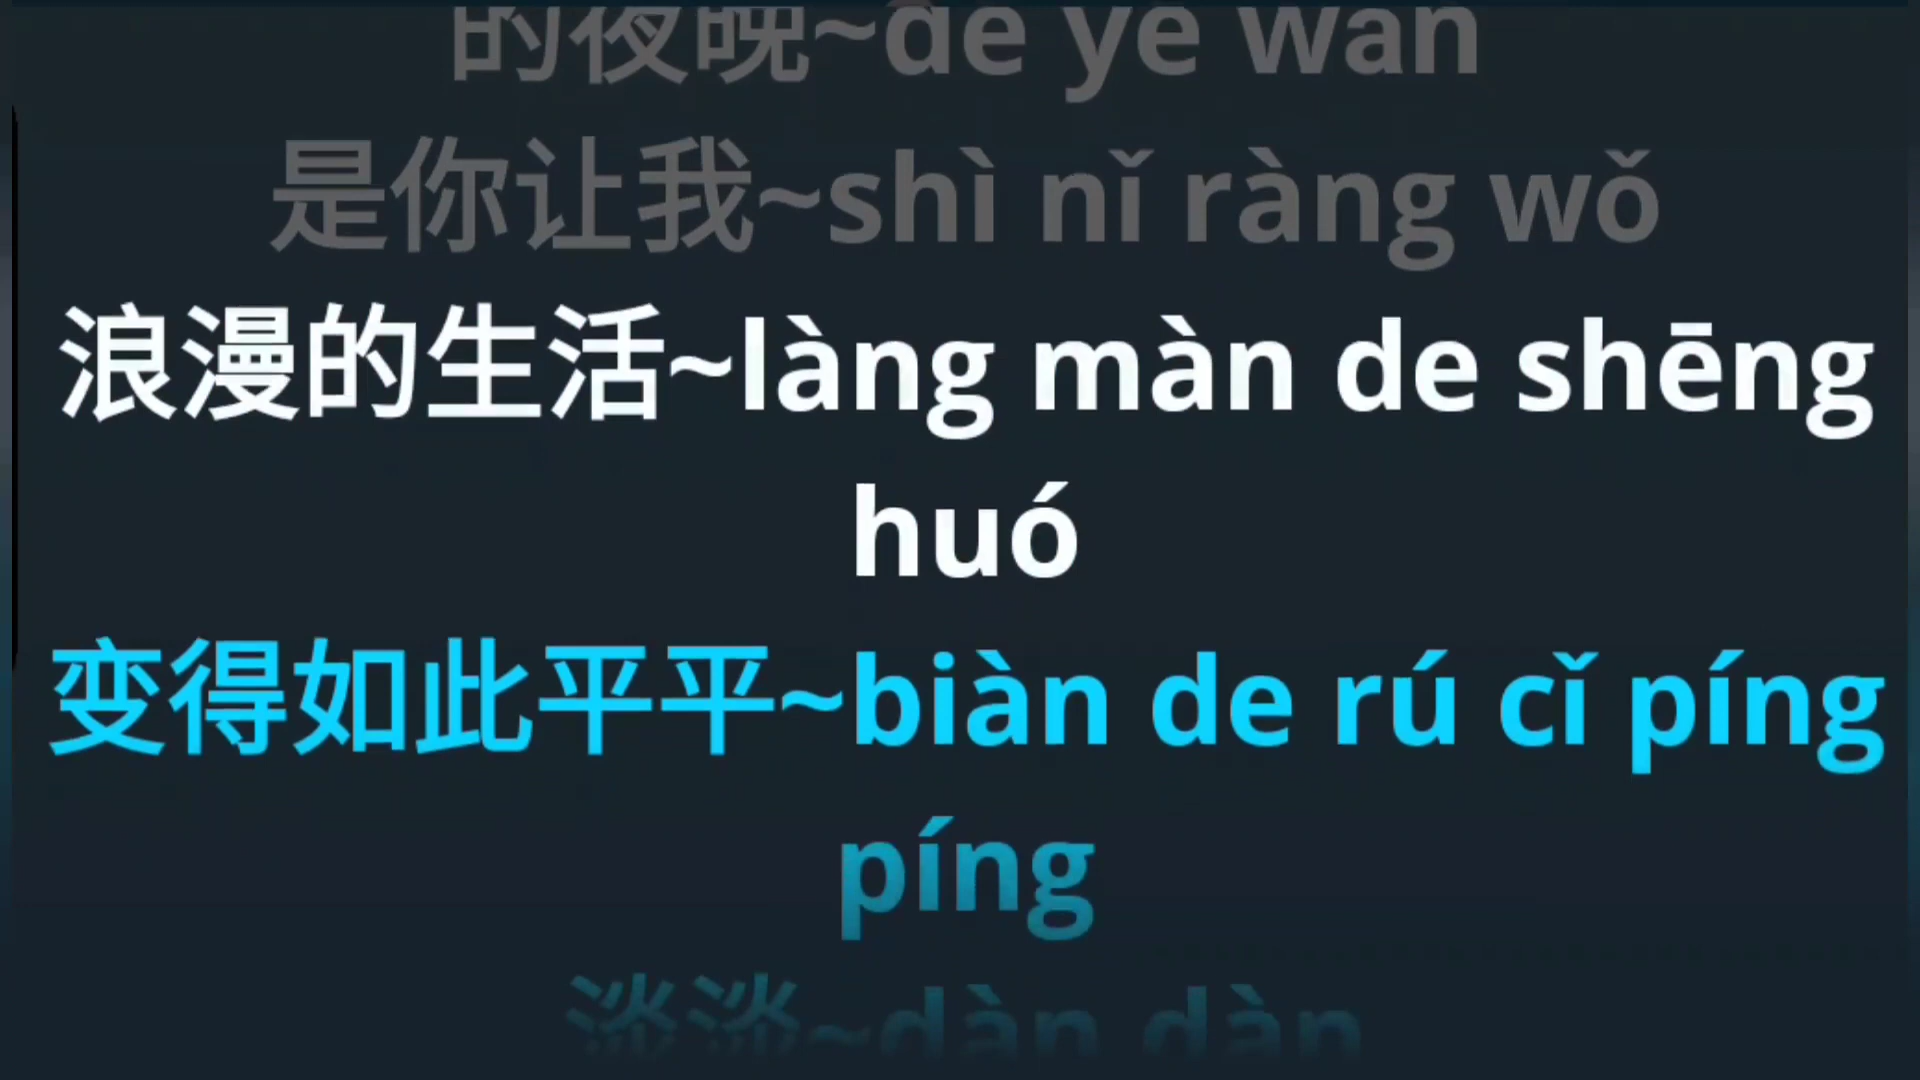 的夜晚~de ye wan
是你让我~shì nǐ ràng wǒ
浪漫的生活~làng màn de shēng
huó
变得如此平平~biàn de rú cǐ píng
píng
淡淡~dàn dàn